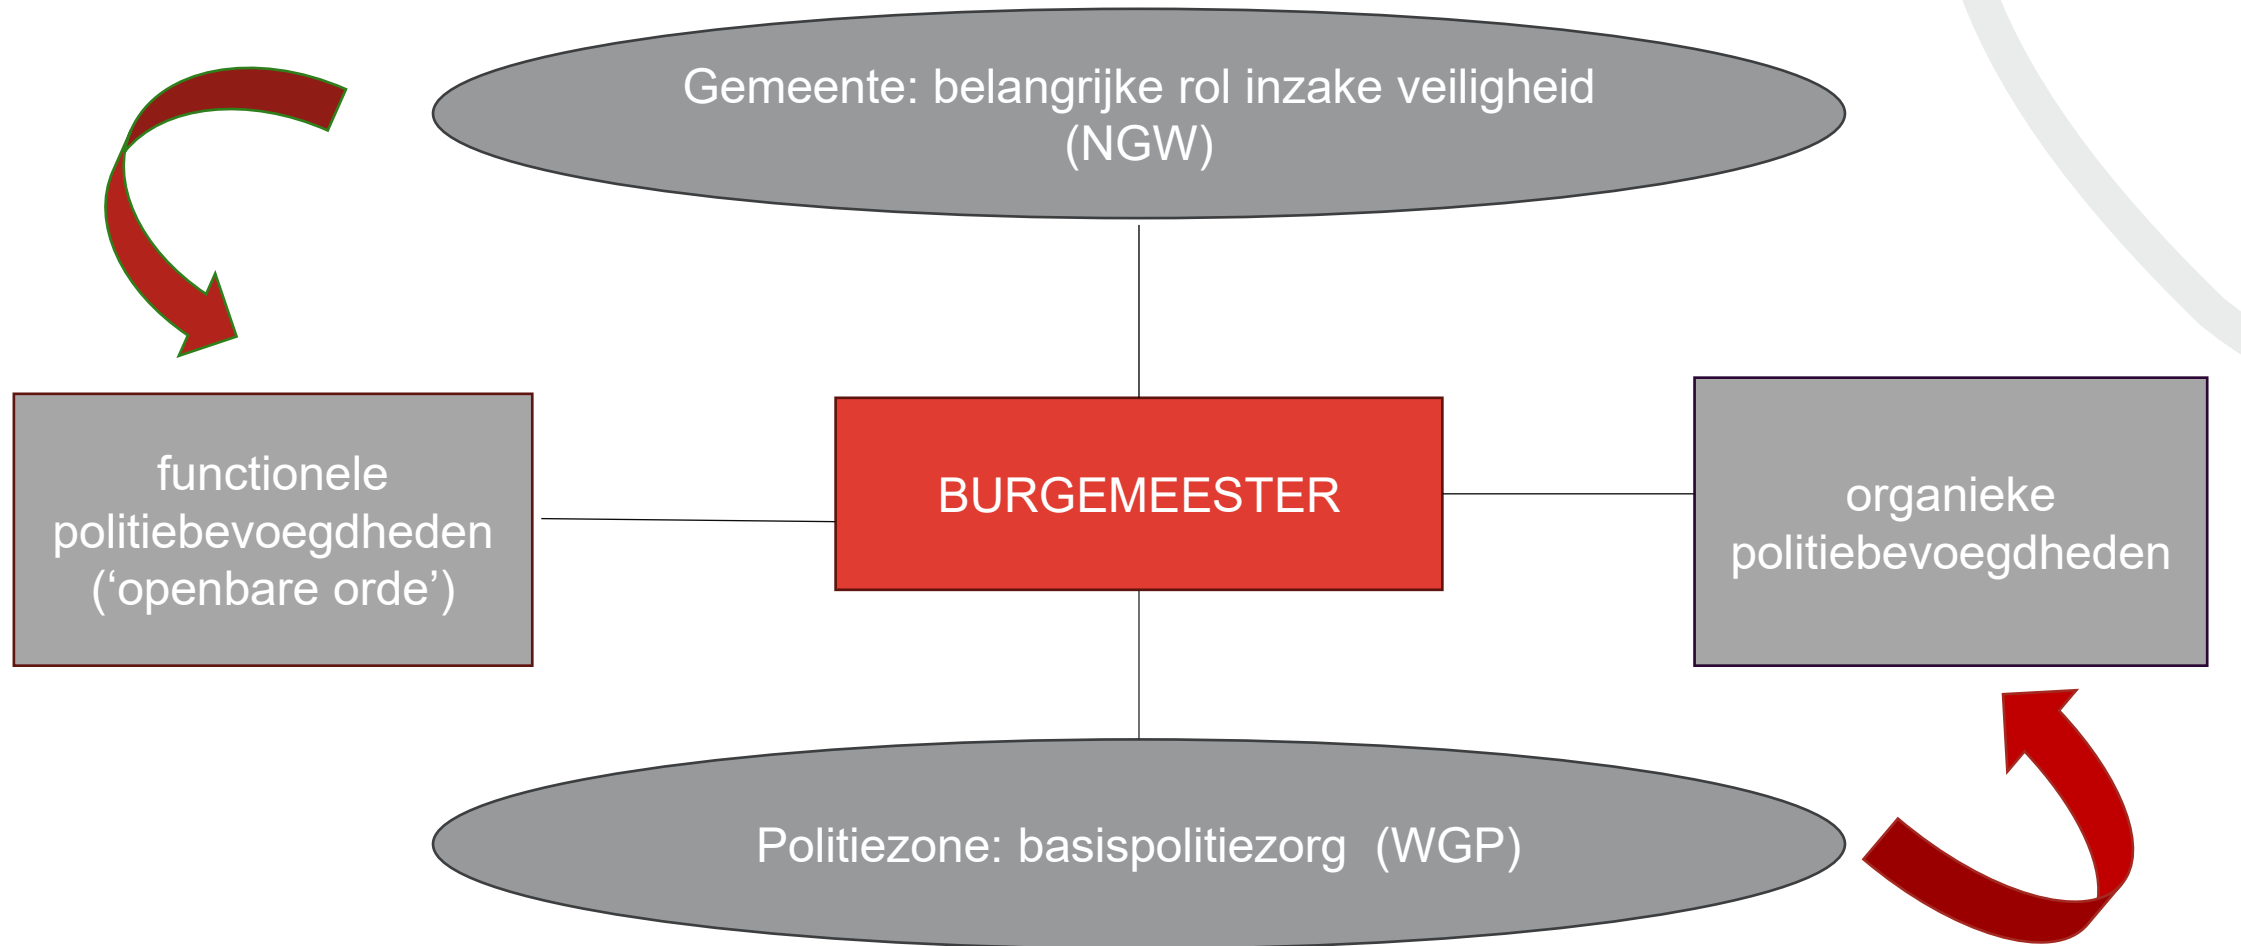 Gemeente: belangrijke rol inzake veiligheid
(NGW)
functionele
politiebevoegdheden
(‘openbare orde’)
BURGEMEESTER
organieke
politiebevoegdheden
Politiezone: basispolitiezorg (WGP)